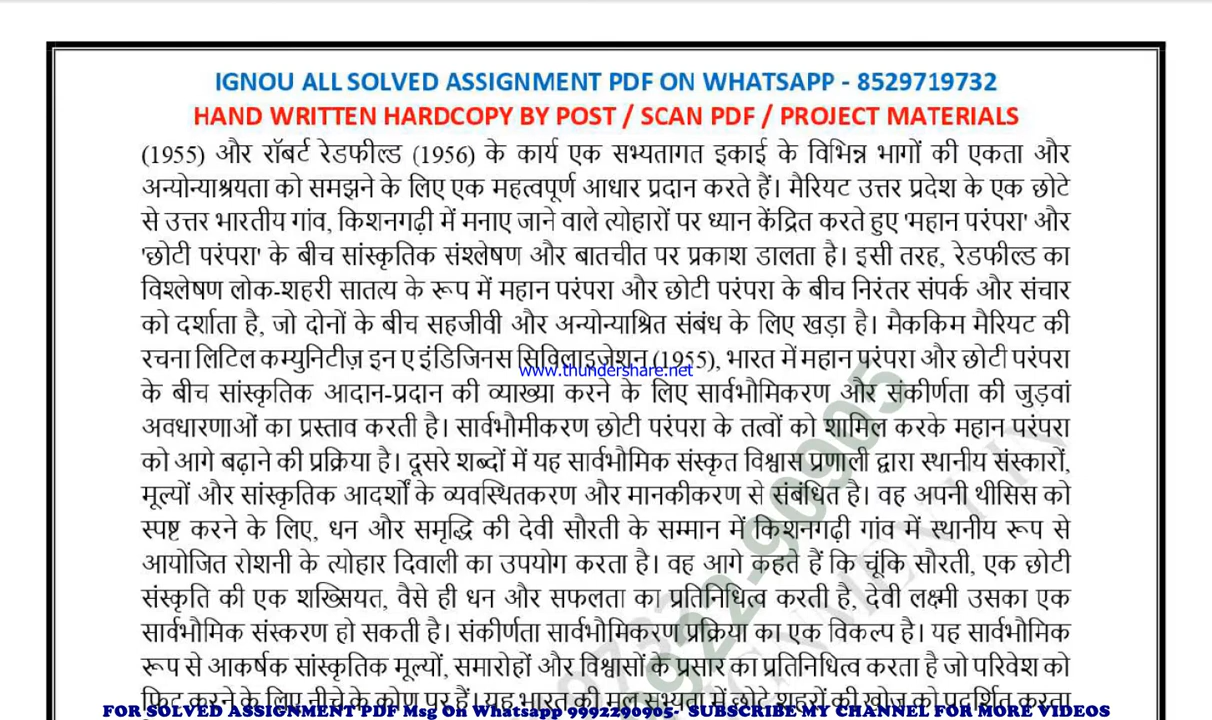 IGNOU ALL SOLVED ASSIGNMENT PDF ON WHATSAPP - 8529719732
HAND WRITTEN HARDCOPY BY POST / SCAN PDF / PROJECT MATERIALS
(1955) और रॉबर्ट रेडफील्ड (1956) के कार्य एक सभ्यतागत इकाई के विभिन्न भागों की एकता और
अन्योन्याश्रयता को समझने के लिए एक महत्वपूर्ण आधार प्रदान करते हैं। मैरियट उत्तर प्रदेश के एक छोटे
से उत्तर भारतीय गांव, किशनगढ़ी में मनाए जाने वाले त्योहारों पर ध्यान केंद्रित करते हुए 'महान परंपरा' और
'छोटी परंपरा' के बीच सांस्कृतिक संश्लेषण और बातचीत पर प्रकाश डालता है। इसी तरह, रेडफील्ड का
विश्लेषण लोक-शहरी सातत्य के रूप में महान परंपरा और छोटी परंपरा के बीच निरंतर संपर्क और संचार
को दर्शाता है, जो दोनों के बीच सहजीवी और अन्योन्याश्रित संबंध के लिए खड़ा है। मैककिम मैरियट की
रचना लिटिल कम्युनिटीज़ इन ए इंडिजिनस सिविलाइजेशन (1955), भारत में महान परंपरा और छोटी परंपरा
www.thundershare.net
के बीच सांस्कृतिक आदान-प्रदान की व्याख्या करने के लिए सार्वभौमिकरण और संकीर्णता की जुड़वां
अवधारणाओं का प्रस्ताव करती है। सार्वभौमीकरण छोटी परंपरा के तत्वों को शामिल करके महान परंपरा
को आगे बढ़ाने की प्रक्रिया है। दूसरे शब्दों में यह सार्वभौमिक संस्कृत विश्वास प्रणाली द्वारा स्थानीय संस्कारों,
मूल्यों और सांस्कृतिक आदर्शों के व्यवस्थितकरण और मानकीकरण से संबंधित है। वह अपनी थीसिस को
स्पष्ट करने के लिए, धन और समृद्धि की देवी सौरती के सम्मान में किशनगढ़ी गांव में स्थानीय रूप से
आयोजित रोशनी के त्योहार दिवाली का उपयोग करता है। वह आगे कहते हैं कि चूंकि सौरती, एक छोटी
संस्कृति की एक शख्सियत, वैसे ही धन और सफलता का प्रतिनिधित्व करती है, देवी लक्ष्मी उसका एक
सार्वभौमिक संस्करण हो सकती है। संकीर्णता सार्वभौमिकरण प्रक्रिया का एक विकल्प है। यह सार्वभौमिक
रूप से आकर्षक सांस्कृतिक मूल्यों, समारोहों और विश्वासों के प्रसार का प्रतिनिधित्व करता है जो परिवेश को
फिट करने के लिए नीचे के कोण पर हैं। यह भारत की मूल सभ्यता में छोटे शहरों की खोज को प्रदर्शित करता
FOR SOLVED ASSIGNMENT PDF Msg On Whatsapp 9992290905- SUBSCRIBE MY CHANNEL FOR MORE VIDEOS